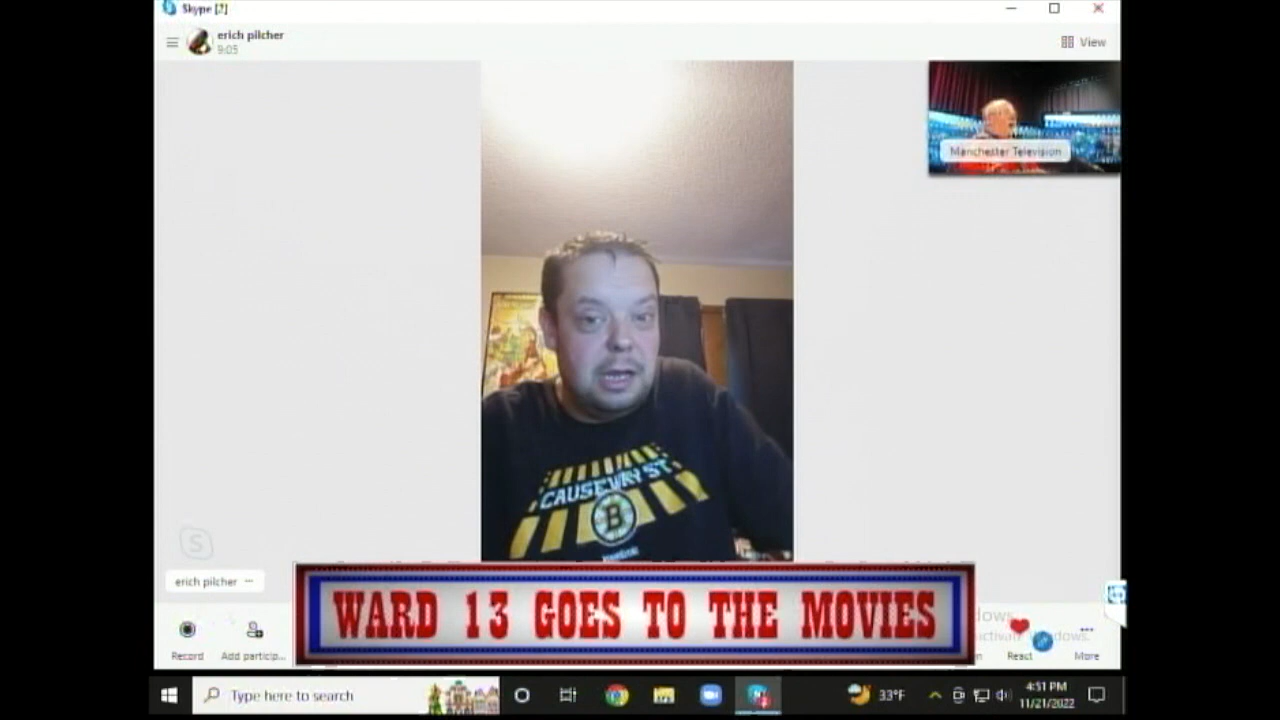 Skype [2]
erich pilcher
9:05
View
Manchester Television
CAUSEWAY ST
B
erich pilcher
WARD 13 GOES TO THE MOVIES
Record
Add particip...
React
More
Type here to search
33°F
4:51 PM
11/21/2022